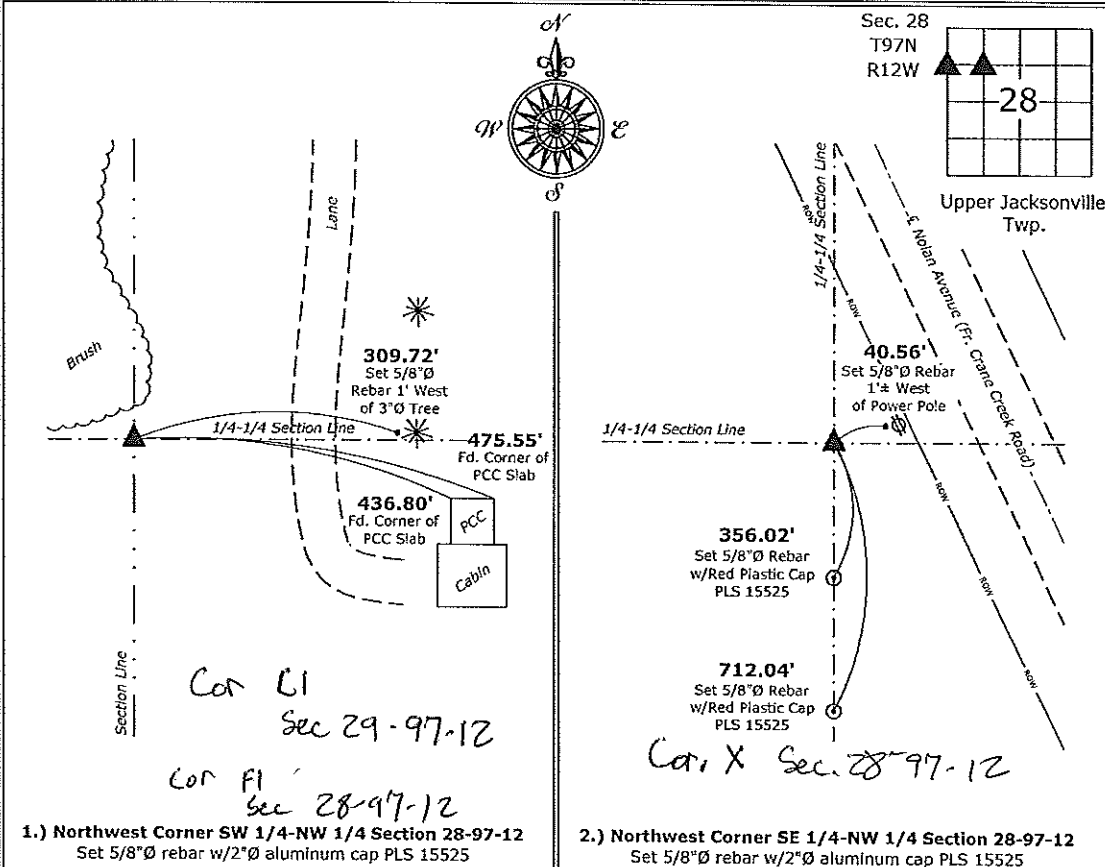 N
W
E
S
Sec. 28
T97N
R12W
28
Upper Jacksonville
Twp.
Brush
Lane
309.72'
Set 5/8"Ø
Rebar 1' West
of 3"Ø Tree
1/4-1/4 Section Line
475.55'
Fd. Corner of
PCC Slab
436.80'
Fd. Corner of
PCC Slab
PCC
Cabin
Section Line
Cor
Sec 29-97-12
Cor F1
Sec 28-97-12
1.) Northwest Corner SW 1/4-NW 1/4 Section 28-97-12
Set 5/8"Ø rebar w/2"Ø aluminum cap PLS 15525
1/4-1/4 Section Line
ROW
℄ Nolan Avenue (Fr. Crane Creek Road)
ROW
40.56'
Set 5/8"Ø Rebar
1'± West
of Power Pole
1/4-1/4 Section Line
ROW
356.02'
Set 5/8"Ø Rebar
w/Red Plastic Cap
PLS 15525
ROW
712.04'
Set 5/8"Ø Rebar
w/Red Plastic Cap
PLS 15525
ROW
Cor. X Sec. 28-97-12
2.) Northwest Corner SE 1/4-NW 1/4 Section 28-97-12
Set 5/8"Ø rebar w/2"Ø aluminum cap PLS 15525